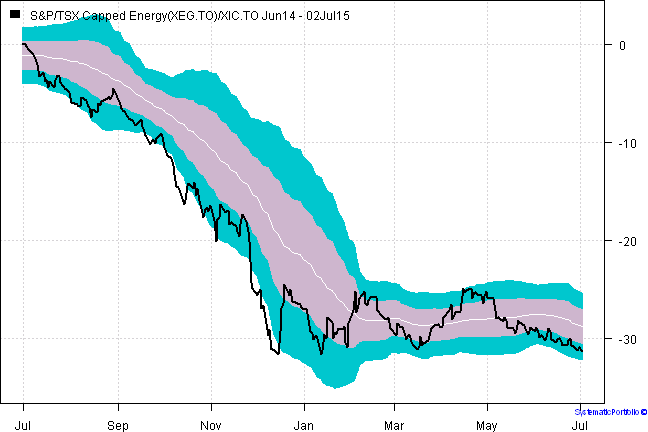 S&P/TSX Capped Energy(XEG.TO)/XIC.TO Jun14 - 02Jul15
0
-10
-20
-30
Jul Sep Nov Jan Mar May Jul
SystematicPortfolio ©